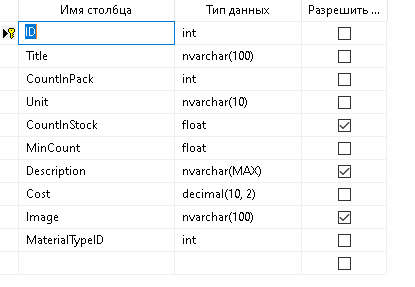 Имя столбца Тип данных Разрешить ...
ID int
Title nvarchar(100)
CountInPack int
Unit nvarchar(10)
CountInStock float
MinCount float
Description nvarchar(MAX)
Cost decimal(10, 2)
Image nvarchar(100)
MaterialTypeID int